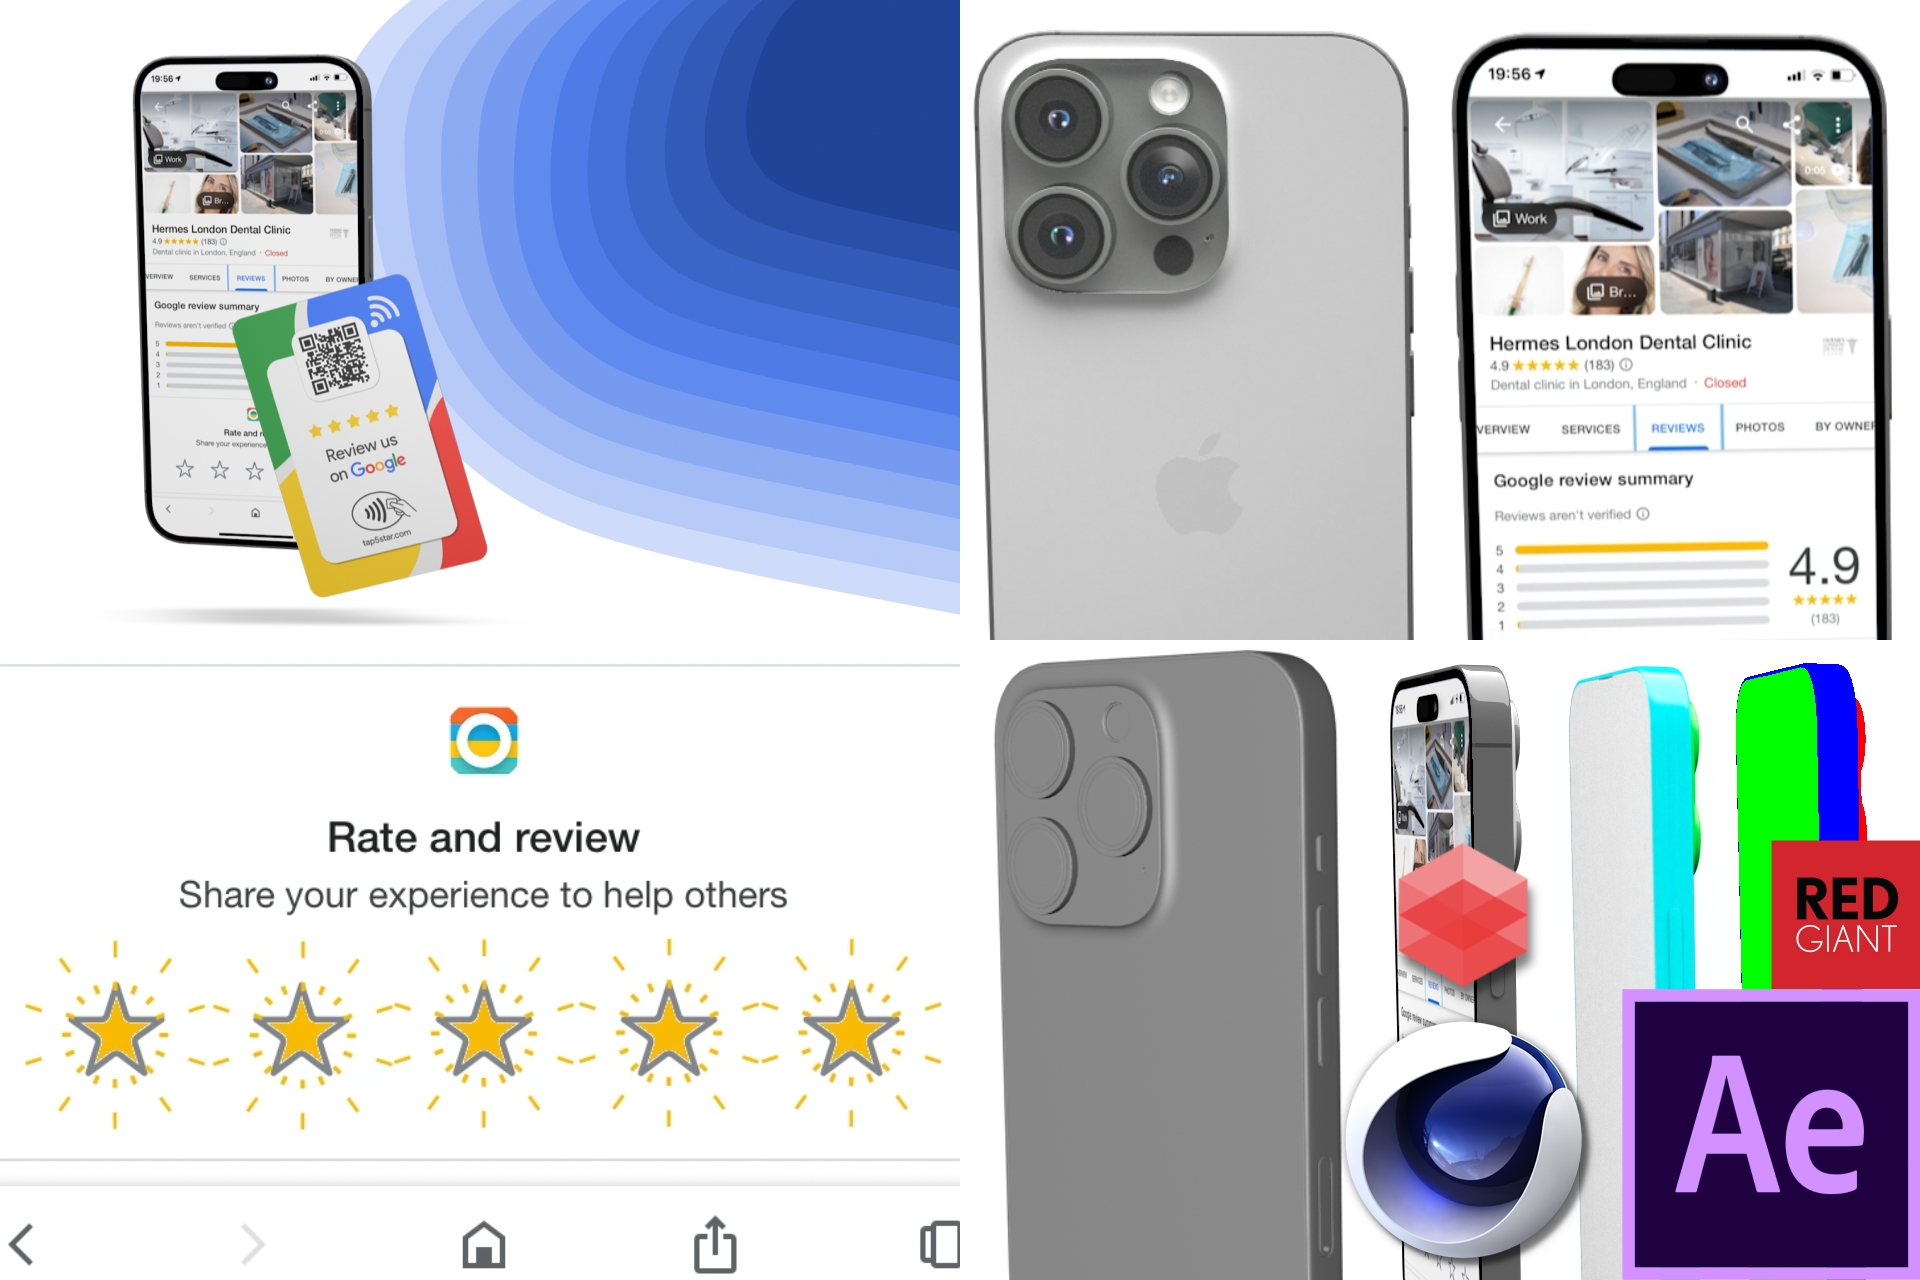 19:56
Work
Br...
Hermes London Dental Clinic
4.9 ★★★★★ (183)
Dental clinic in London, England · Closed
VERVIEW SERVICES REVIEWS PHOTOS BY OWNE
Google review summary
Reviews aren't verified
5
4
3
2
1
Rate and r
Share your experience
Review us
on Google
tap5star.com
19:56
0:05
Work
Br...
Hermes London Dental Clinic
4.9 ★★★★★ (183)
Dental clinic in London, England · Closed
VERVIEW SERVICES REVIEWS PHOTOS BY OWNER
Google review summary
Reviews aren't verified
5
4
3
2
1
4.9
(183)
Rate and review
Share your experience to help others
RED
GIANT
Ae